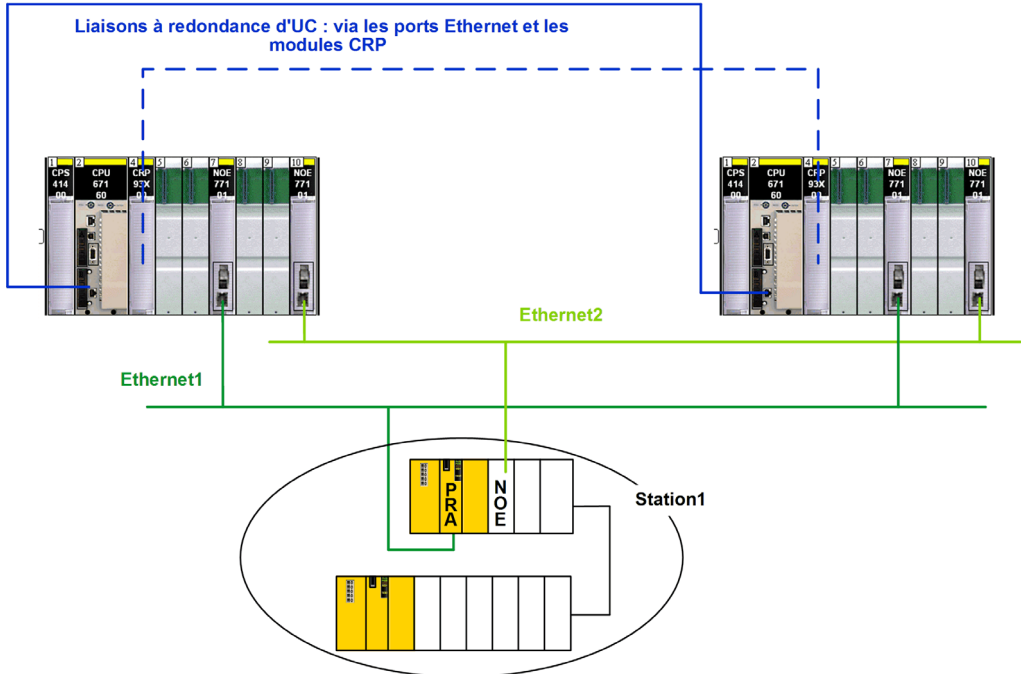 Liaisons à redondance d'UC : via les ports Ethernet et les
modules CRP
1 2 4 5 6 7 8 9 10
CPS CPU CRP NOE NOE
414 671 93X 771 771
00 60 00 01 01
1 2 4 5 6 7 8 9 10
CPS CPU CRP NOE NOE
414 671 93X 771 771
00 60 00 01 01
Ethernet2
Ethernet1
PRA
NOE
Station1